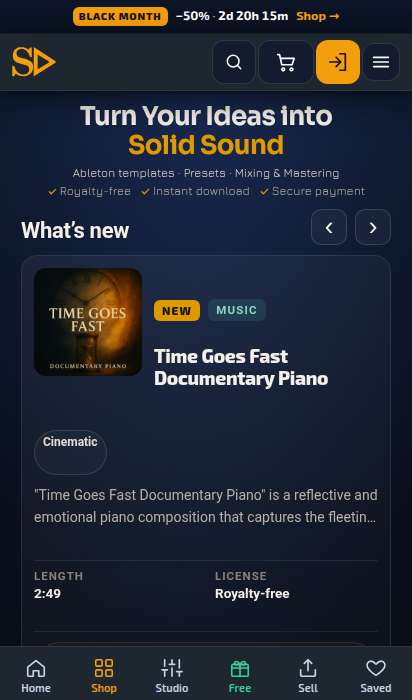 BLACK MONTH −50% · 2d 20h 15m Shop →
S
Turn Your Ideas into
Solid Sound
Ableton templates · Presets · Mixing & Mastering
✓ Royalty-free ✓ Instant download ✓ Secure payment
What's new
TIME GOES
FAST
DOCUMENTARY PIANO
NEW MUSIC
Time Goes Fast
Documentary Piano
Cinematic
"Time Goes Fast Documentary Piano" is a reflective and
emotional piano composition that captures the fleetin...
LENGTH LICENSE
2:49 Royalty-free
Home Shop Studio Free Sell Saved